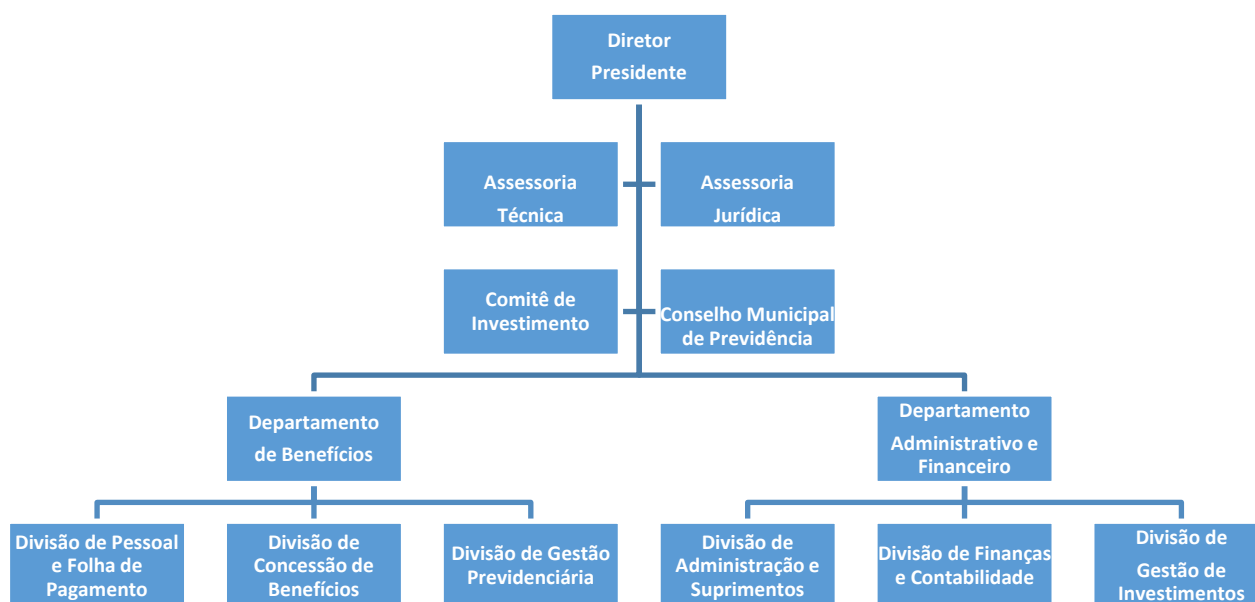 Diretor
Presidente
Assessoria
Técnica
Assessoria
Jurídica
Comitê de
Investimento
Conselho Municipal
de Previdência
Departamento
de Benefícios
Departamento
Administrativo e
Financeiro
Divisão de Pessoal
e Folha de
Pagamento
Divisão de
Concessão de
Benefícios
Divisão de Gestão
Previdenciária
Divisão de
Administração e
Suprimentos
Divisão de Finanças
e Contabilidade
Divisão de
Gestão de
Investimentos